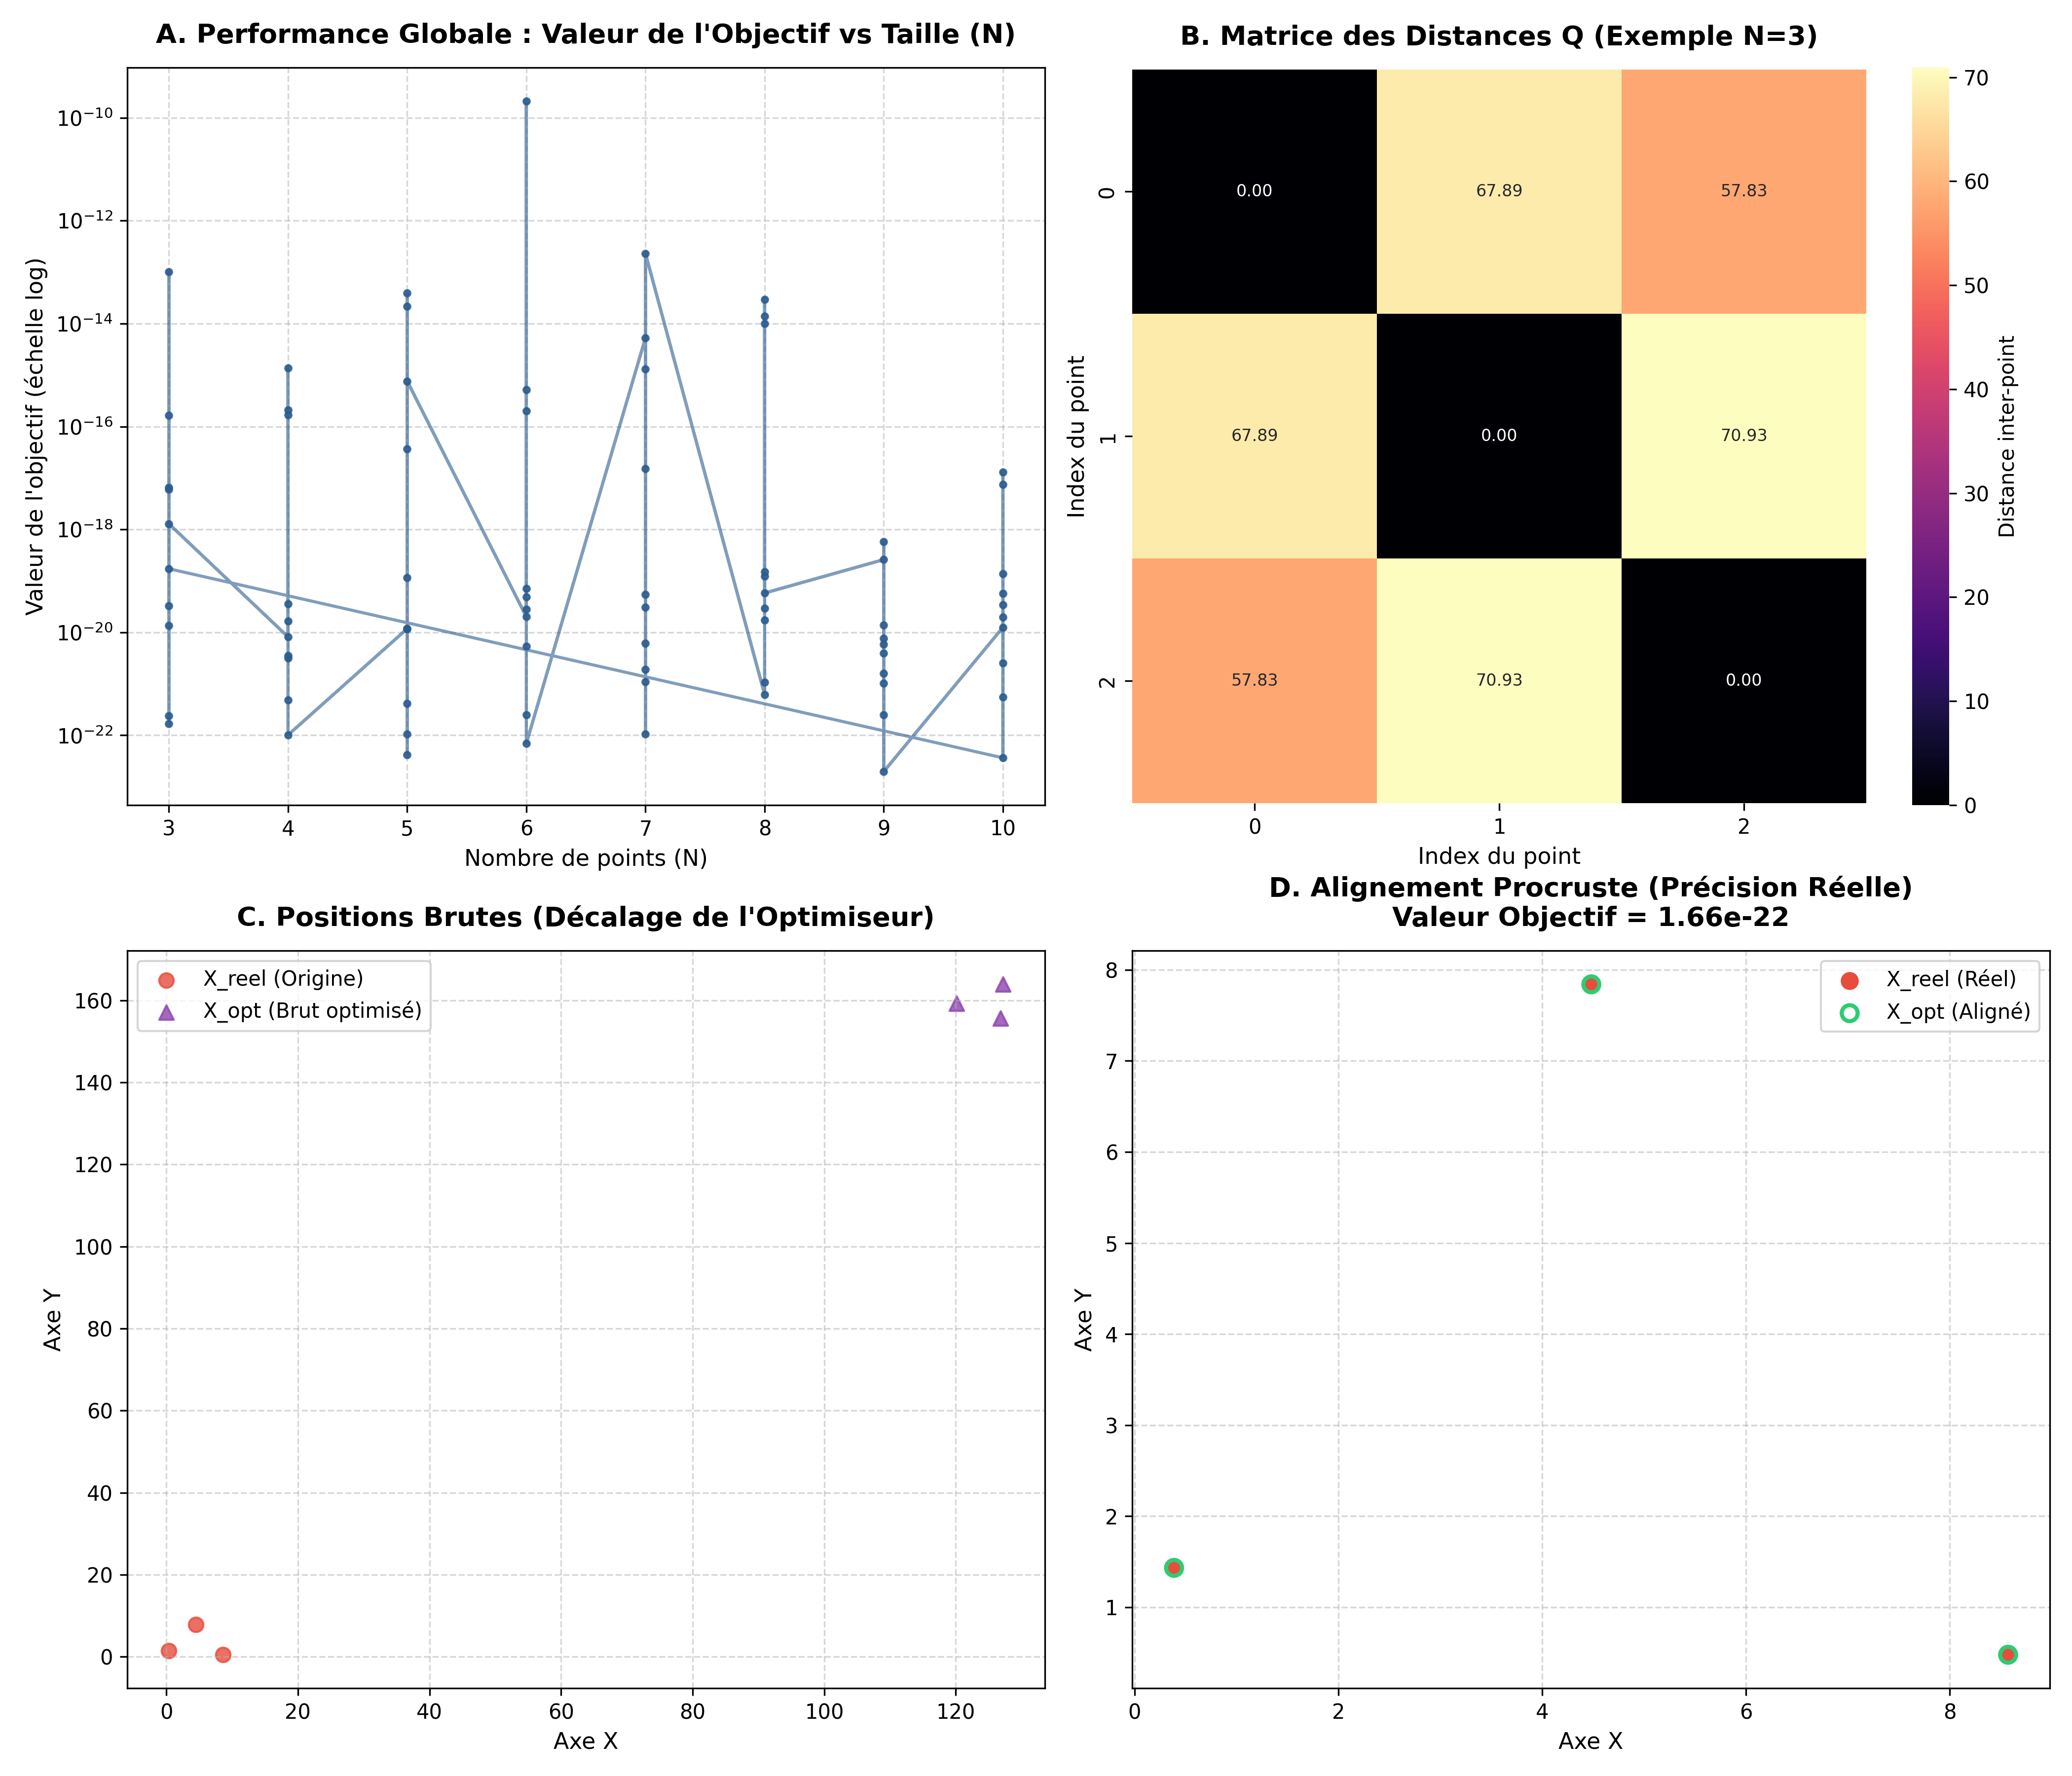 A. Performance Globale : Valeur de l'Objectif vs Taille (N)
Valeur de l'objectif (échelle log)
10⁻¹⁰
10⁻¹²
10⁻¹⁴
10⁻¹⁶
10⁻¹⁸
10⁻²⁰
10⁻²²
3 4 5 6 7 8 9 10
Nombre de points (N)
B. Matrice des Distances Q (Exemple N=3)
Index du point
0 0.00 67.89 57.83
1 67.89 0.00 70.93
2 57.83 70.93 0.00
0 1 2
Index du point
70
60
50
40
30
20
10
0
Distance inter-point
C. Positions Brutes (Décalage de l'Optimiseur)
X_reel (Origine)
X_opt (Brut optimisé)
Axe Y
160
140
120
100
80
60
40
20
0
0 20 40 60 80 100 120
Axe X
D. Alignement Procruste (Précision Réelle)
Valeur Objectif = 1.66e-22
X_reel (Réel)
X_opt (Aligné)
Axe Y
8
7
6
5
4
3
2
1
0 2 4 6 8
Axe X